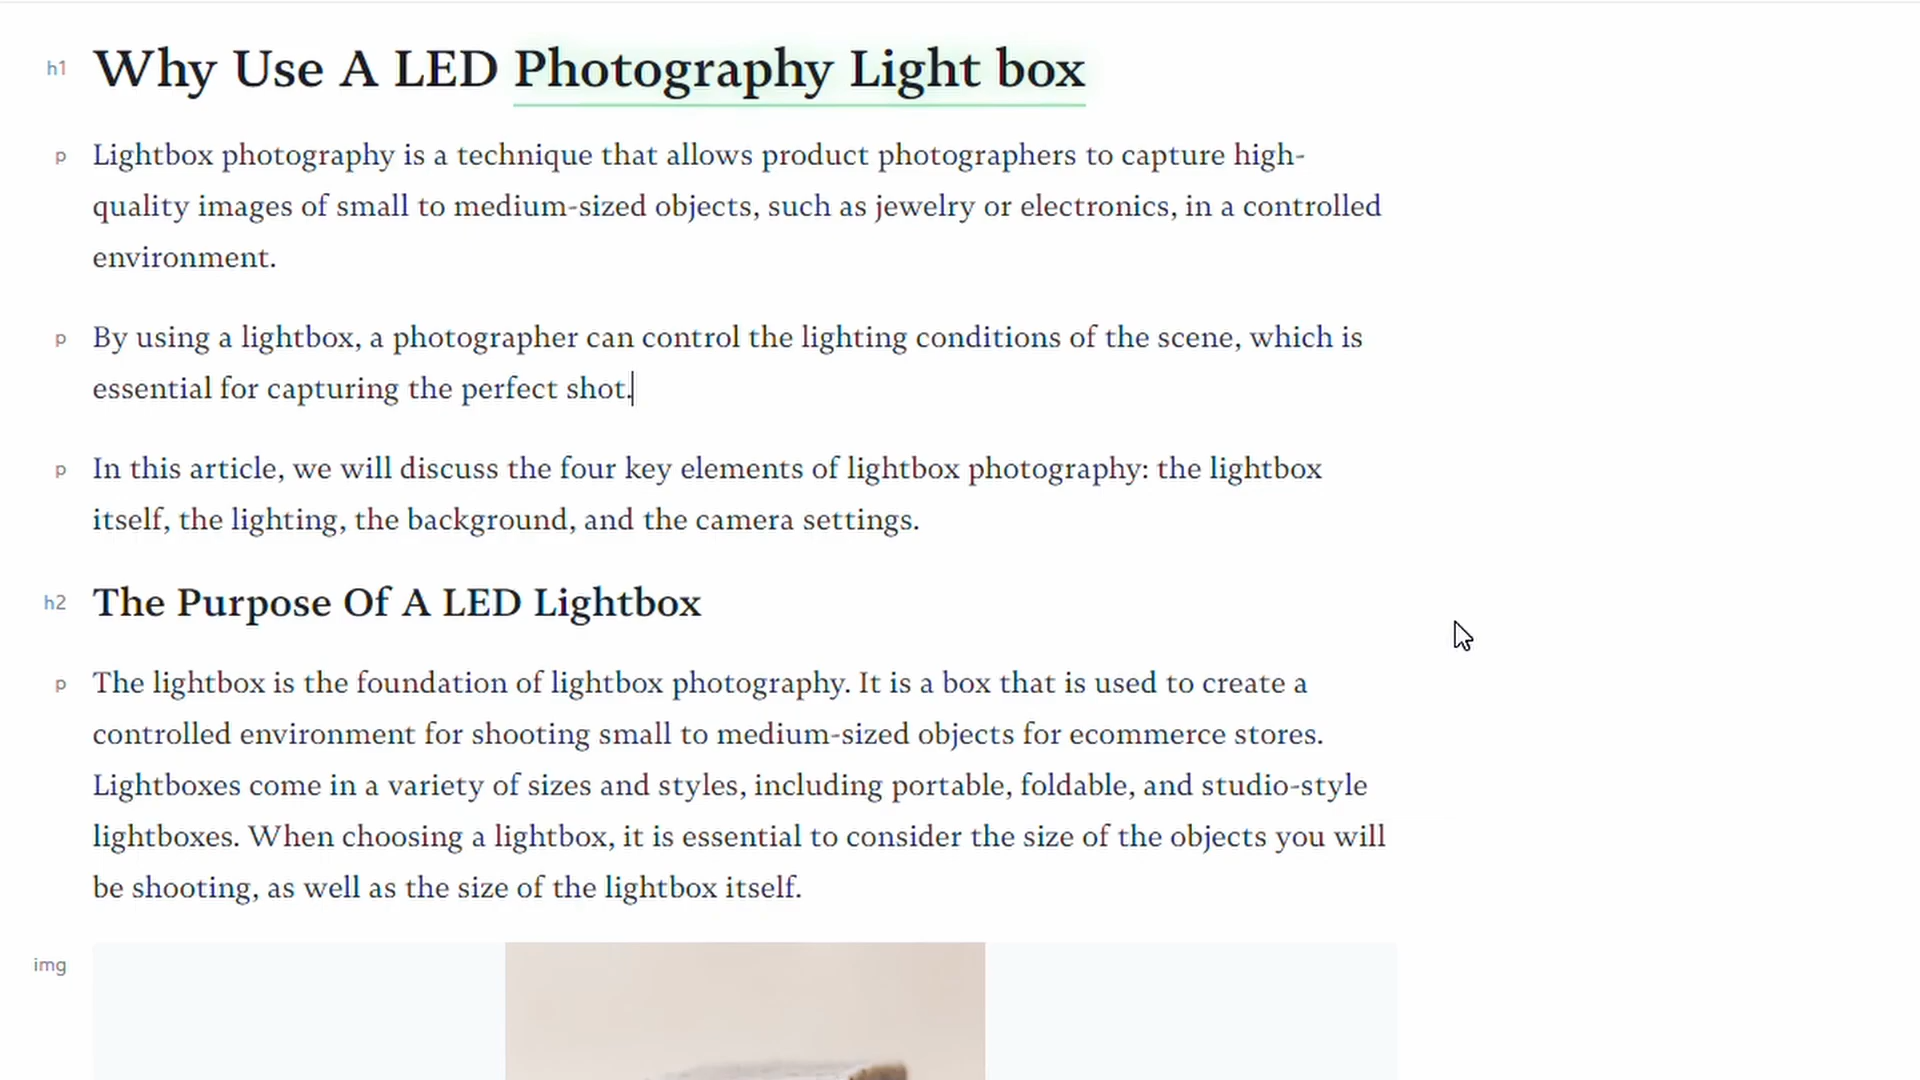 h1 Why Use A LED Photography Light box
p Lightbox photography is a technique that allows product photographers to capture high-
quality images of small to medium-sized objects, such as jewelry or electronics, in a controlled
environment.
p By using a lightbox, a photographer can control the lighting conditions of the scene, which is
essential for capturing the perfect shot.
p In this article, we will discuss the four key elements of lightbox photography: the lightbox
itself, the lighting, the background, and the camera settings.
h2 The Purpose Of A LED Lightbox
p The lightbox is the foundation of lightbox photography. It is a box that is used to create a
controlled environment for shooting small to medium-sized objects for ecommerce stores.
Lightboxes come in a variety of sizes and styles, including portable, foldable, and studio-style
lightboxes. When choosing a lightbox, it is essential to consider the size of the objects you will
be shooting, as well as the size of the lightbox itself.
img